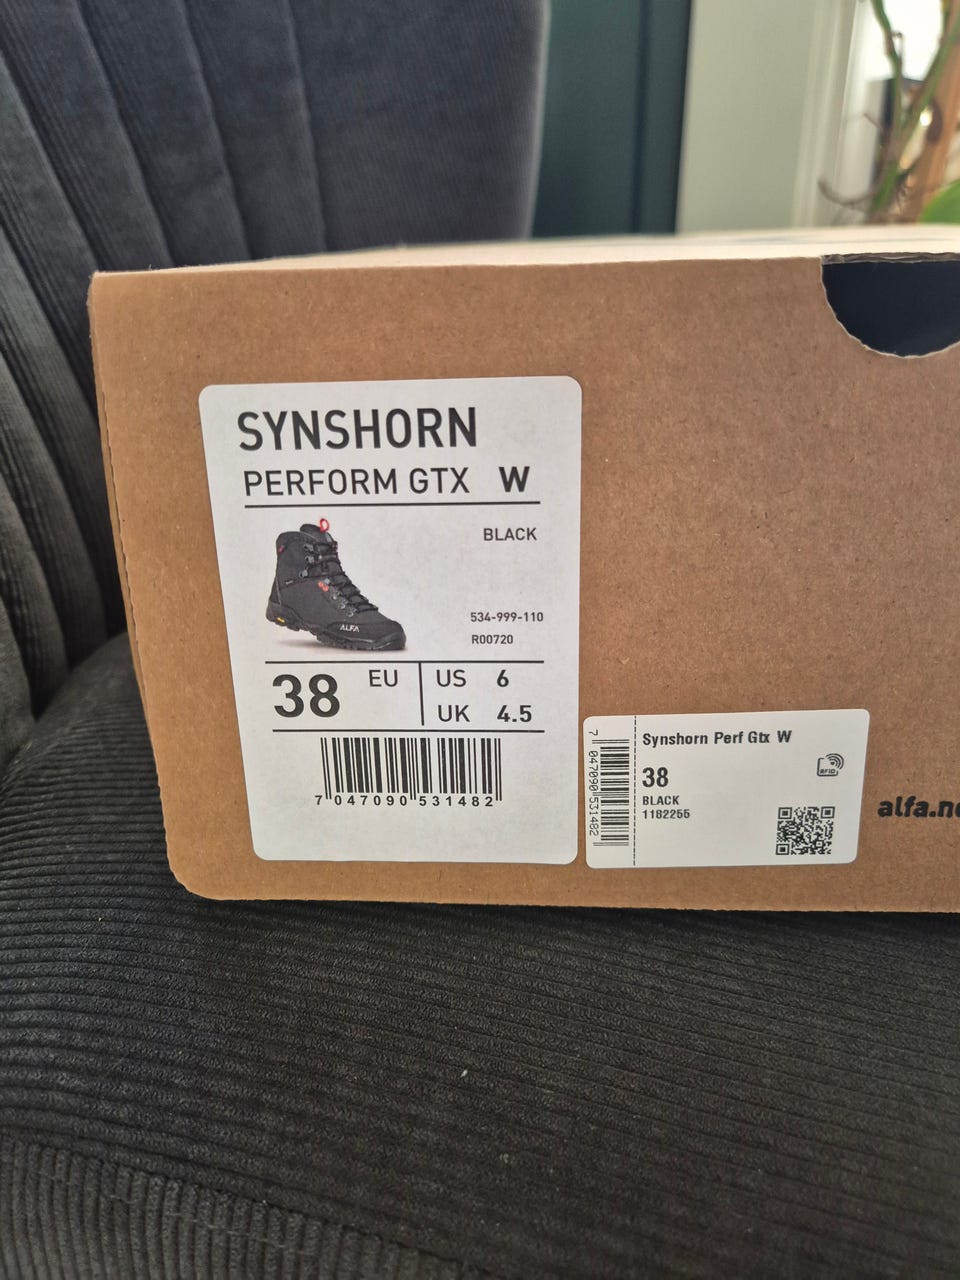 SYNSHORN
PERFORM GTX W
BLACK
ALFA
534-999-110
R00720
38 EU
US 6
UK 4.5
7 047090 531482
7 047090 531482
Synshorn Perf Gtx W
38
BLACK
1182255
RFID